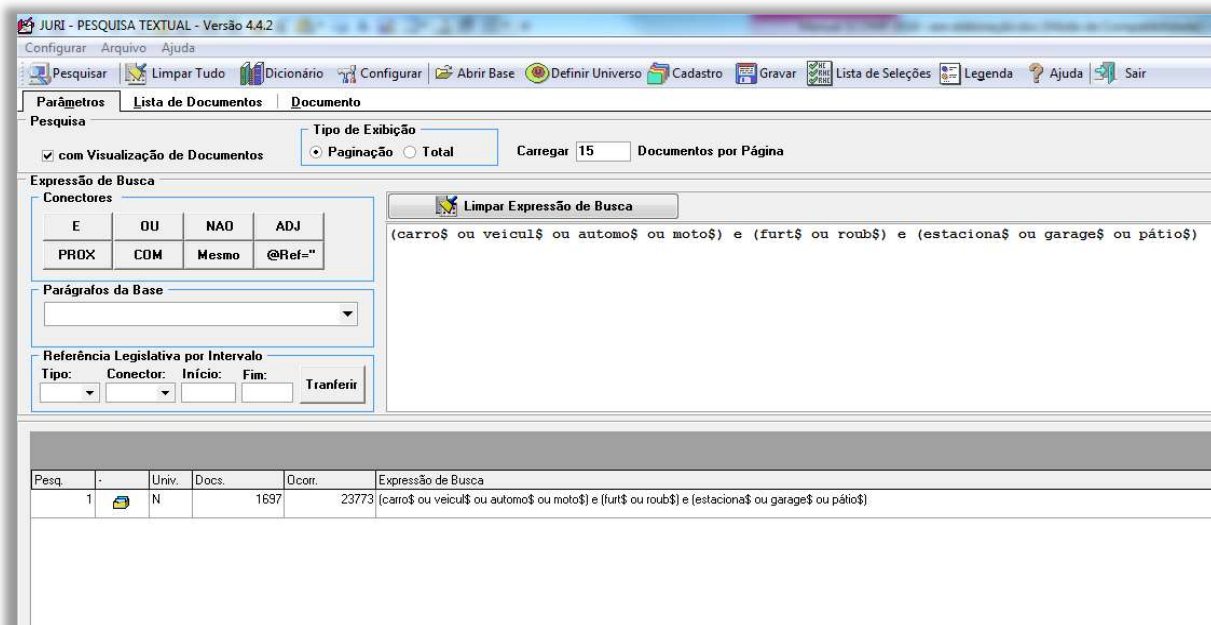 JURI - PESQUISA TEXTUAL - Versão 4.4.2
Configurar Arquivo Ajuda
Pesquisar Limpar Tudo Dicionário Configurar Abrir Base Definir Universo Cadastro Gravar Lista de Seleções Legenda Ajuda Sair
Parâmetros Lista de Documentos Documento
Pesquisa
Tipo de Exibição
com Visualização de Documentos Paginação Total Carregar 15 Documentos por Página
Expressão de Busca
Conectores
Limpar Expressão de Busca
E OU NAO ADJ
(carro$ ou veicul$ ou automo$ ou moto$) e (furt$ ou roub$) e (estaciona$ ou garage$ ou pátio$)
PROX COM Mesmo @Ref="
Parágrafos da Base
Referência Legislativa por Intervalo
Tipo: Conector: Início: Fim:
Tranferir
Pesq. - Univ. Docs. Ocorr. Expressão de Busca
1 N 1697 23773 (carro$ ou veicul$ ou automo$ ou moto$) e (furt$ ou roub$) e (estaciona$ ou garage$ ou pátio$)